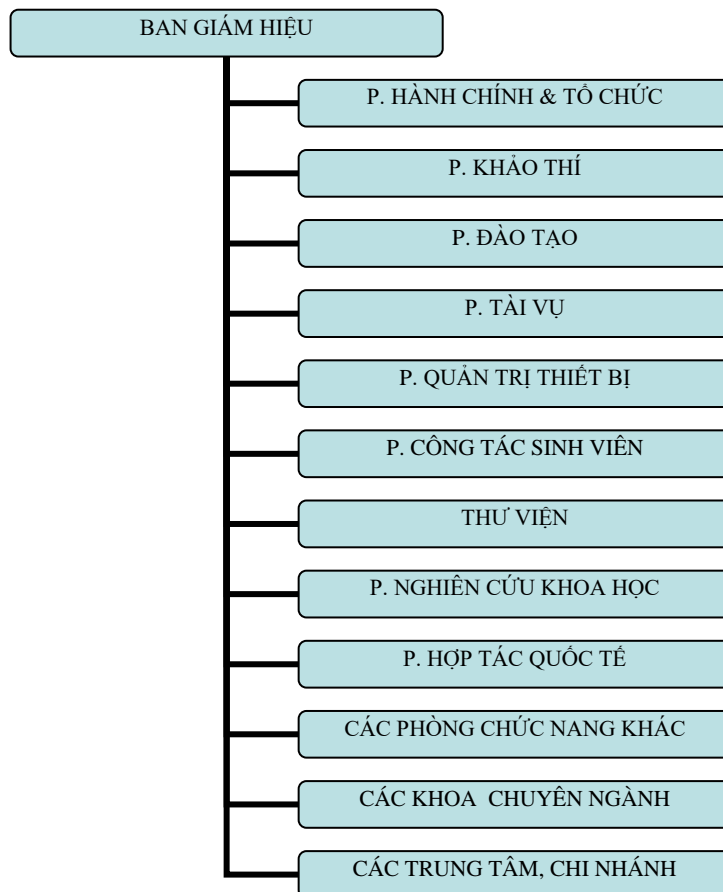 BAN GIÁM HIỆU
P. HÀNH CHÍNH & TỔ CHỨC
P. KHẢO THÍ
P. ĐÀO TẠO
P. TÀI VỤ
P. QUẢN TRỊ THIẾT BỊ
P. CÔNG TÁC SINH VIÊN
THƯ VIỆN
P. NGHIÊN CỨU KHOA HỌC
P. HỢP TÁC QUỐC TẾ
CÁC PHÒNG CHỨC NANG KHÁC
CÁC KHOA CHUYÊN NGÀNH
CÁC TRUNG TÂM, CHI NHÁNH